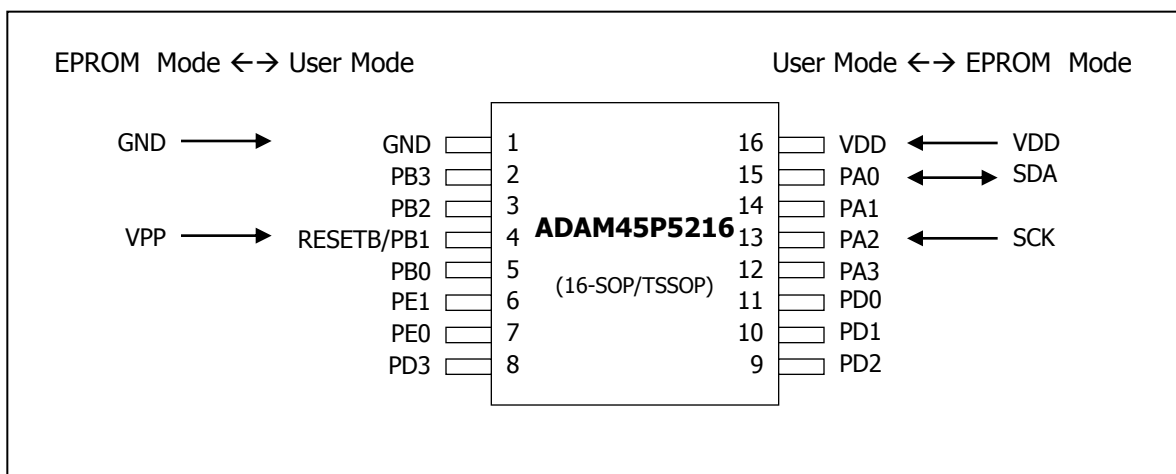 EPROM Mode ←→ User Mode
User Mode ←→ EPROM Mode
GND GND 1 16 VDD VDD
PB3 2 15 PA0 SDA
PB2 3 14 PA1
VPP RESETB/PB1 4 ADAM45P5216 13 PA2 SCK
PB0 5 12 PA3
(16-SOP/TSSOP)
PE1 6 11 PD0
PE0 7 10 PD1
PD3 8 9 PD2